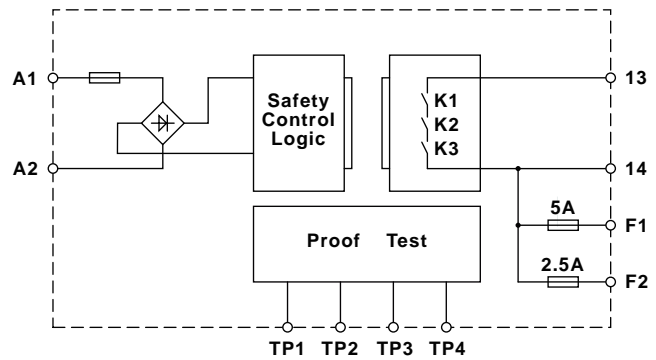 A1
13
Safety
Control
Logic
K1
K2
K3
A2
14
5A
F1
Proof Test
2.5A
F2
TP1 TP2 TP3 TP4